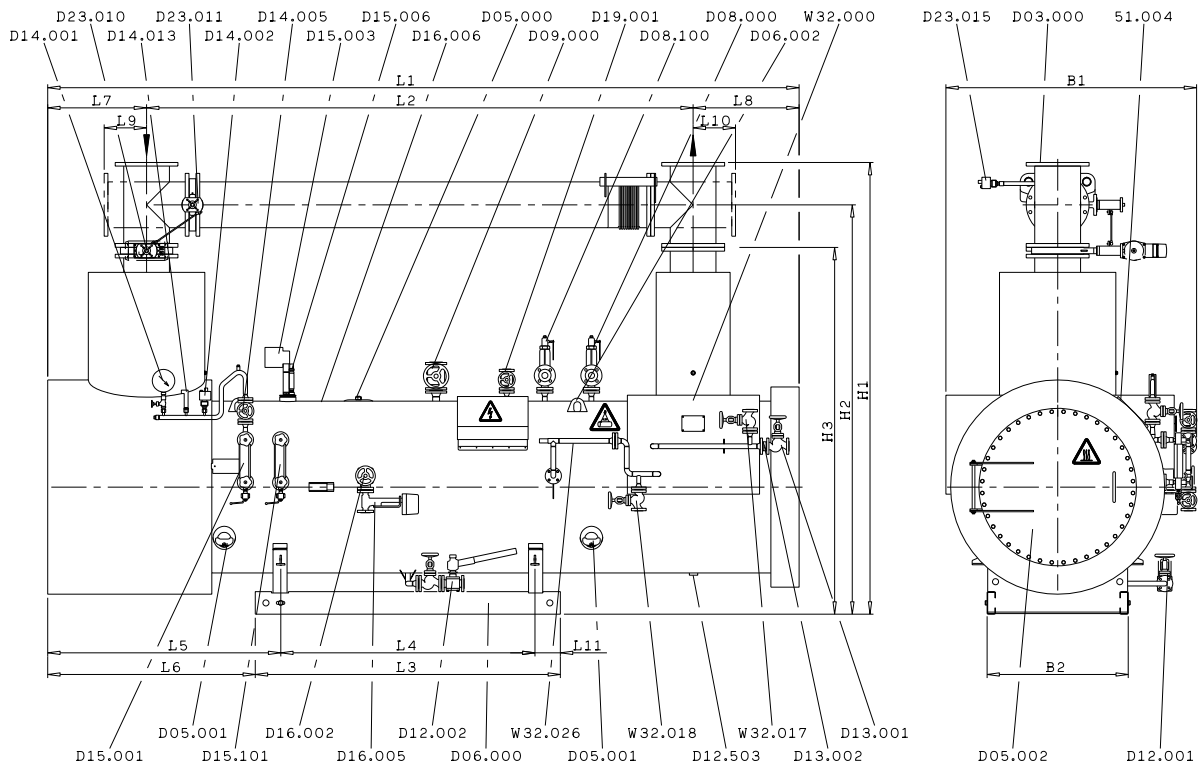 D23.010 D23.011 D14.005 D15.006 D05.000 D19.001 D08.000 W32.000 D23.015 D03.000 51.004
D14.001 D14.013 D14.002 D15.003 D16.006 D09.000 D08.100 D06.002
L1 B1
L7 L2 L8
L9 L10
H3 H2 H1
L5 L4 L11
L6 L3 B2
D05.001 D16.002 D12.002 W32.026 W32.018 W32.017 D13.001
D15.001 D15.101 D16.005 D06.000 D05.001 D12.503 D13.002 D05.002 D12.001